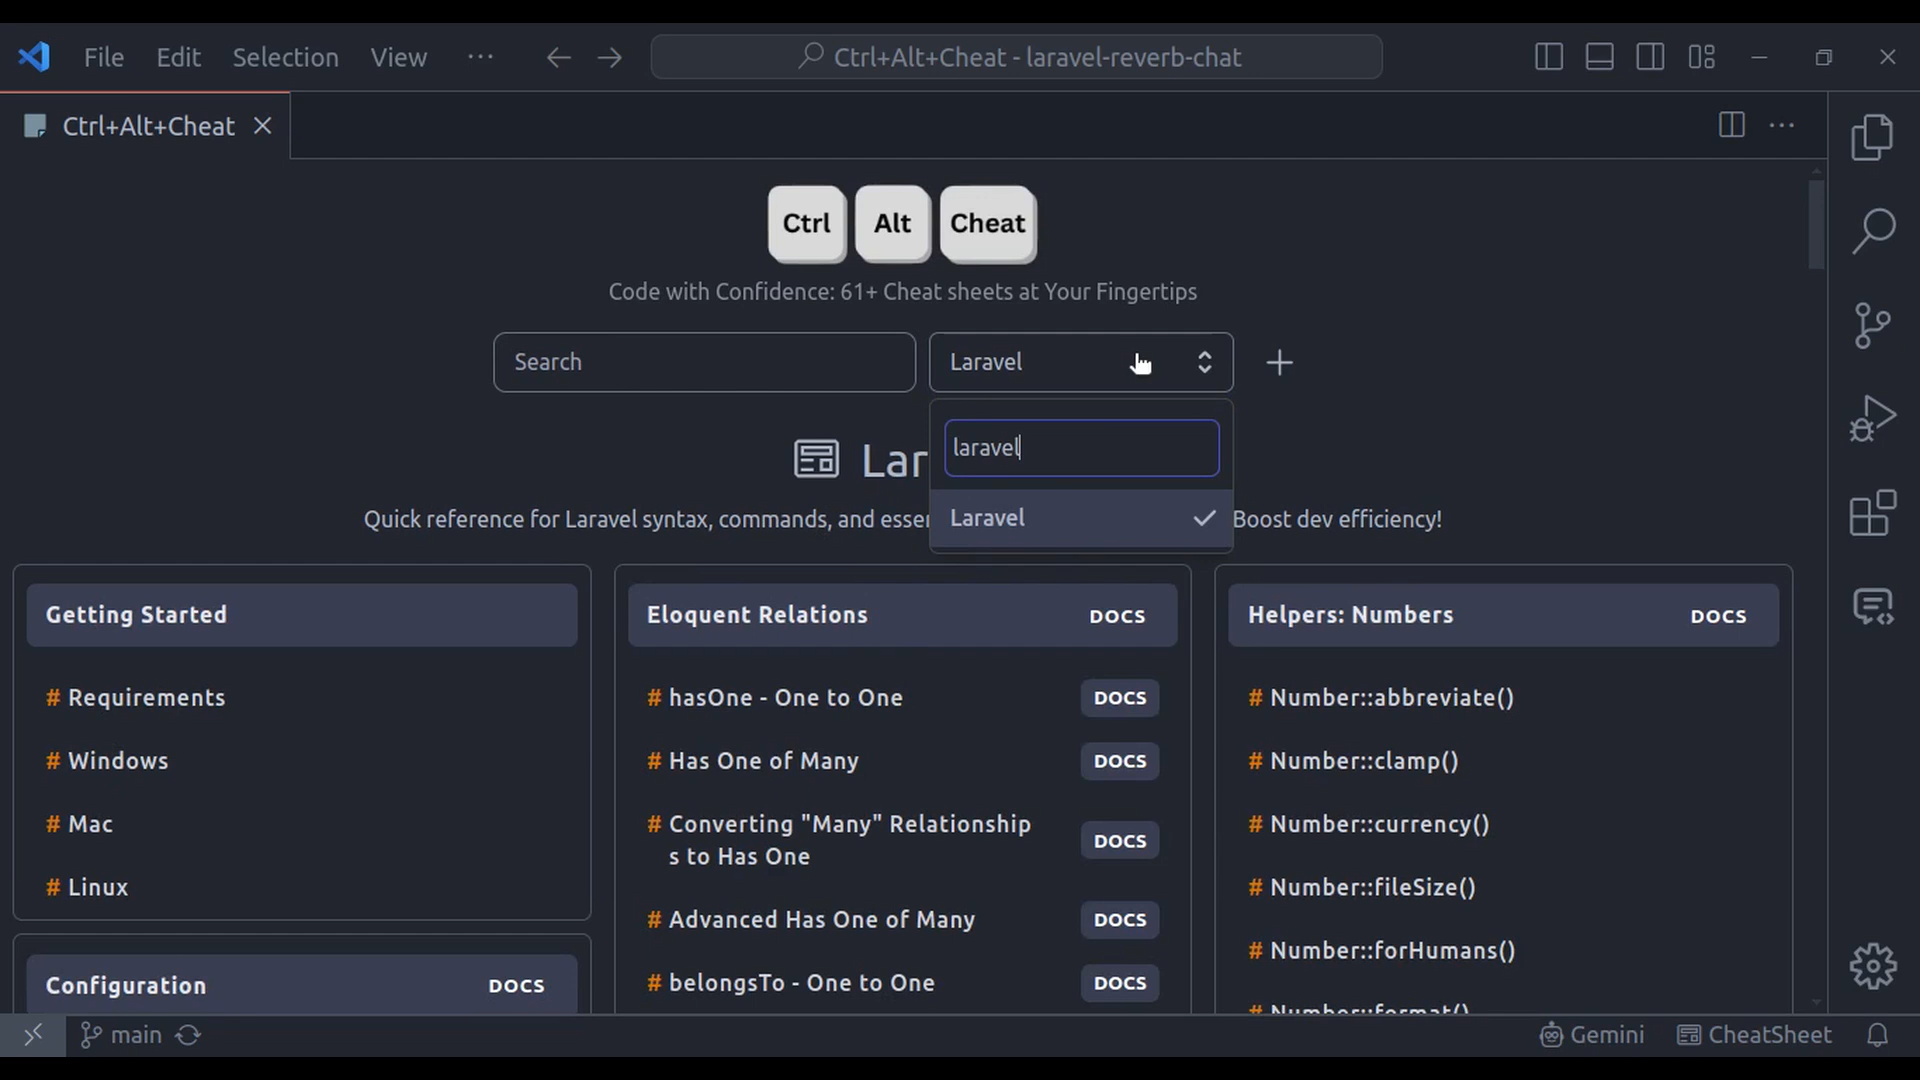 File Edit Selection View ···
Ctrl+Alt+Cheat - laravel-reverb-chat
Ctrl+Alt+Cheat
Ctrl Alt Cheat
Code with Confidence: 61+ Cheat sheets at Your Fingertips
Search
Laravel
laravel
Lar
Laravel
Quick reference for Laravel syntax, commands, and esser
Boost dev efficiency!
Getting Started
# Requirements
# Windows
# Mac
# Linux
Configuration DOCS
Eloquent Relations DOCS
# hasOne - One to One DOCS
# Has One of Many DOCS
# Converting "Many" Relationship
s to Has One DOCS
# Advanced Has One of Many DOCS
# belongsTo - One to One DOCS
Helpers: Numbers DOCS
# Number::abbreviate()
# Number::clamp()
# Number::currency()
# Number::fileSize()
# Number::forHumans()
# Number::format()
main
Gemini
CheatSheet